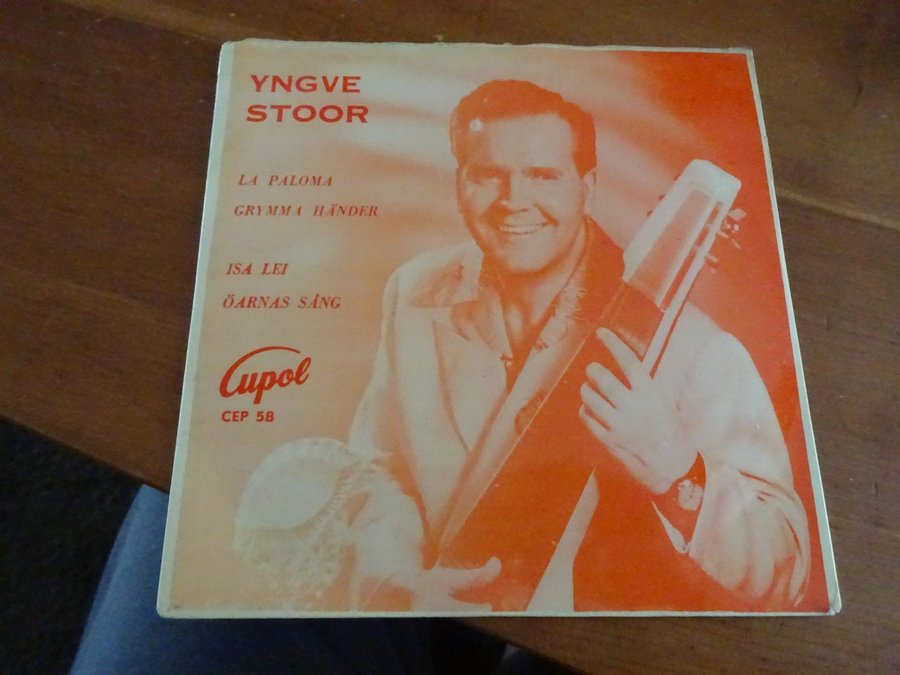 YNGVE
STOOR
LA PALOMA
GRYMMA HÄNDER
ISA LEI
ÖARNAS SÅNG
Cupol
CEP 58